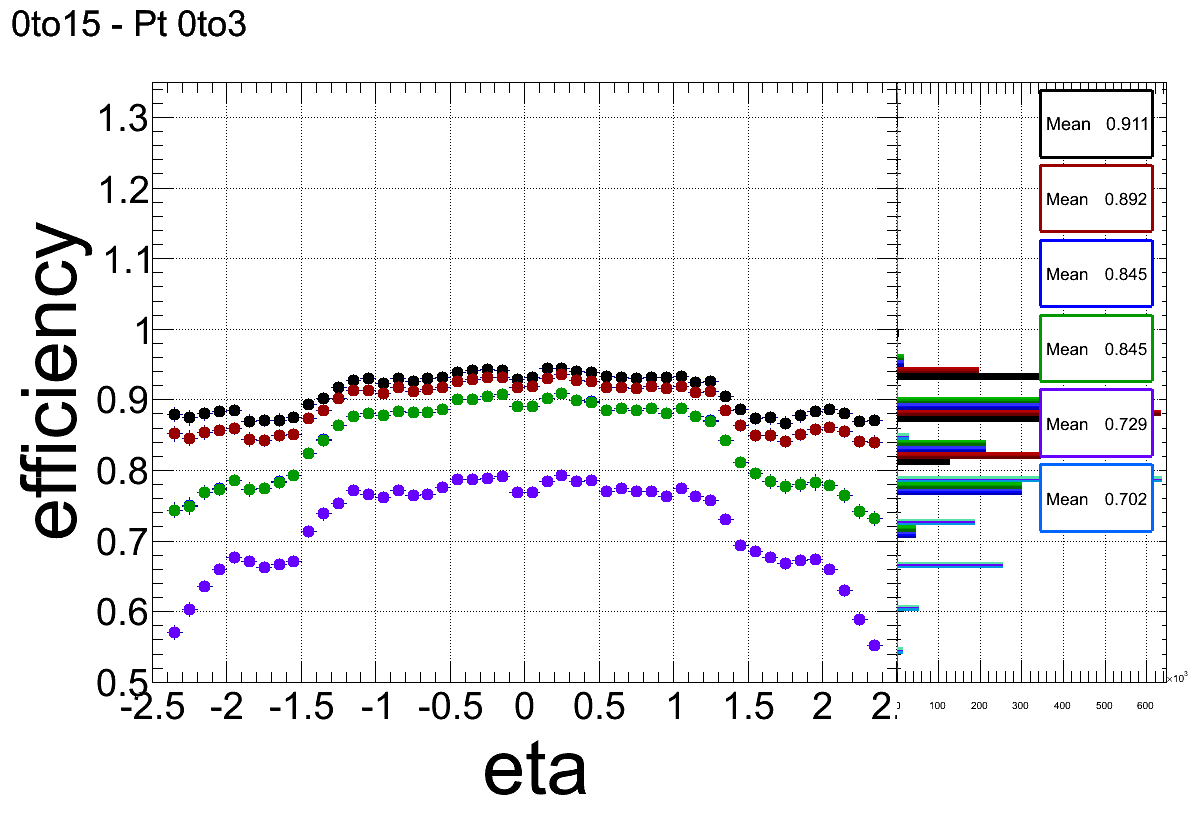 0to15 - Pt 0to3
efficiency
1.3
1.2
1.1
1
0.9
0.8
0.7
0.6
0.5
-2.5 -2 -1.5 -1 -0.5 0 0.5 1 1.5 2 2.
eta
Mean 0.911
Mean 0.892
Mean 0.845
Mean 0.845
Mean 0.729
Mean 0.702
×10³
0 100 200 300 400 500 600